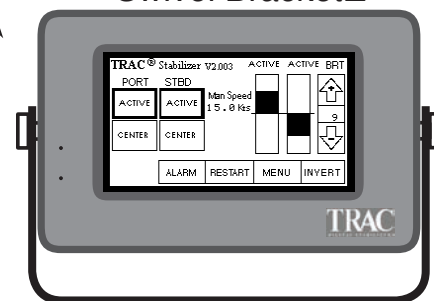 TRAC® Stabilizer V2.003 ACTIVE ACTIVE BRT
PORT STBD
ACTIVE ACTIVE Man Speed
15.0 Kts
9
CENTER CENTER
ALARM RESTART MENU INVERT
TRAC